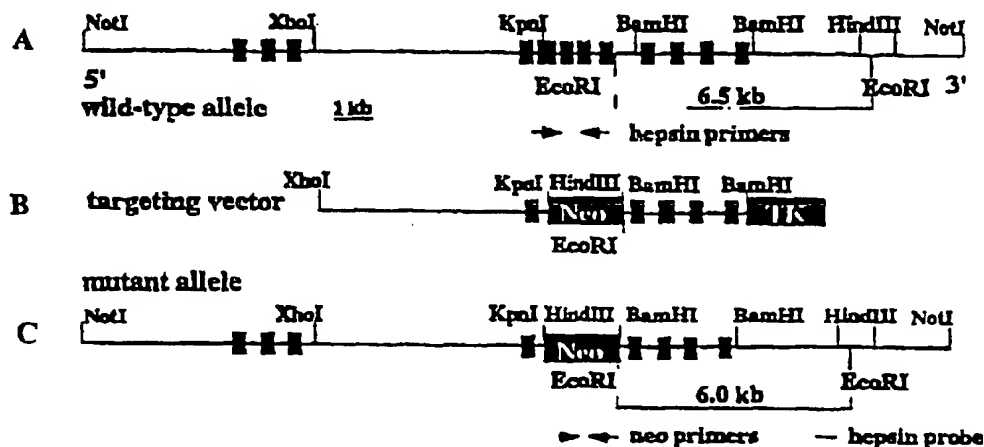 A NotI XhoI KpnI BamHI BamHI HindIII NotI
5' EcoRI 6.5 kb EcoRI 3'
wild-type allele 1 kb
hepsin primers
XhoI KpnI HindIII BamHI BamHI
B targeting vector Neo TK
EcoRI
mutant allele
NotI XhoI KpnI HindIII BamHI BamHI HindIII NotI
C Neo
EcoRI EcoRI
6.0 kb
neo primers hepsin probe